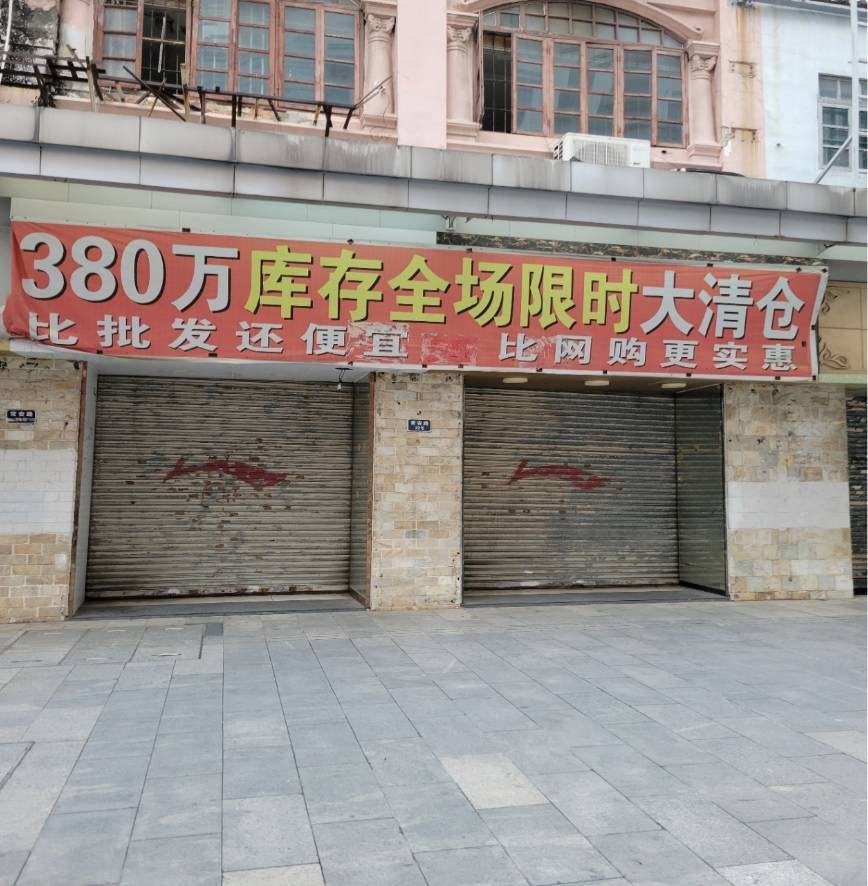 380万库存全场限时大清仓
比批发还便宜 比网购更实惠